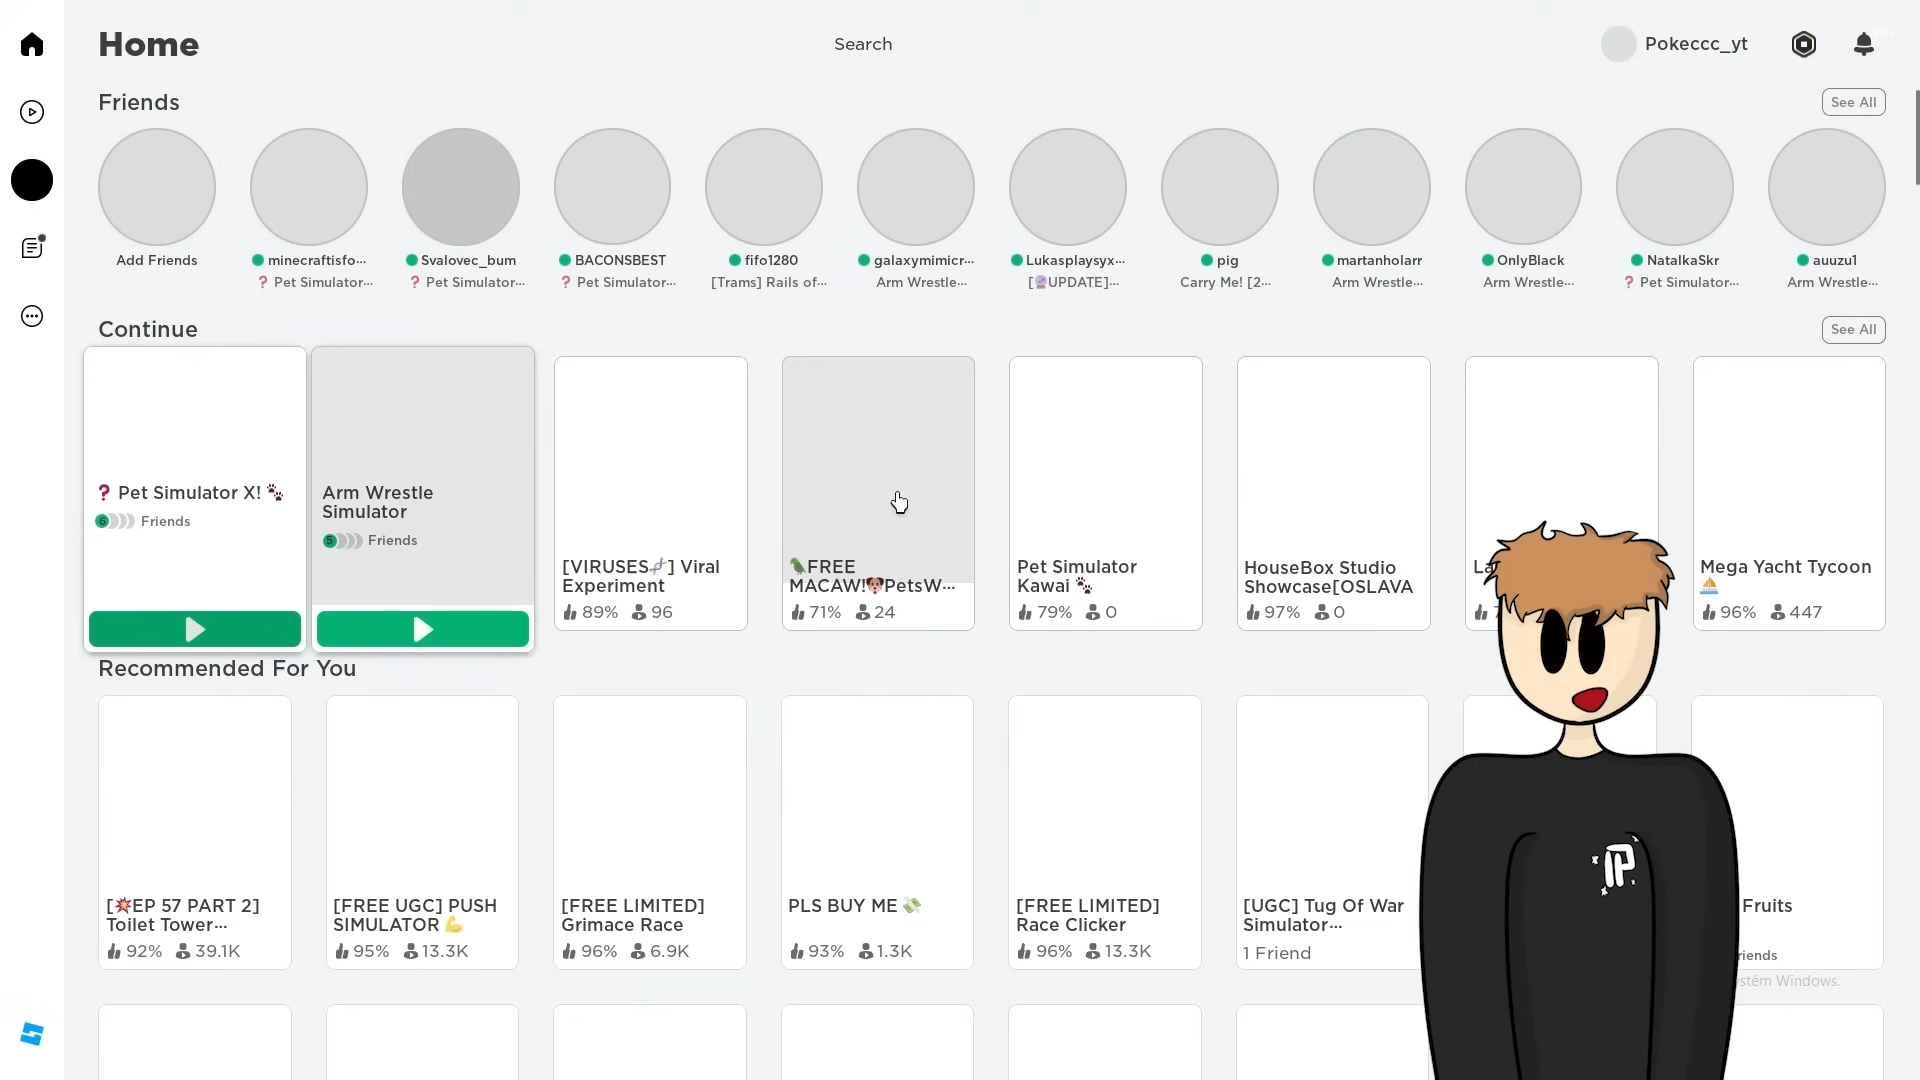 Home
Search
Pokeccc_yt
Friends
See All
Add Friends
minecraftisfo...
Svalovec_bum
BACONSBEST
fifo1280
galaxymimicr...
Lukasplaysyx...
pig
martanholarr
OnlyBlack
NatalkaSkr
auuzu1
❓ Pet Simulator...
❓ Pet Simulator...
❓ Pet Simulator...
[Trams] Rails of...
Arm Wrestle...
[🔮UPDATE]...
Carry Me! [2...
Arm Wrestle...
Arm Wrestle...
❓ Pet Simulator...
Arm Wrestle...
Continue
See All
❓ Pet Simulator X! 🐾
6 Friends
Arm Wrestle
Simulator
5 Friends
[VIRUSES🧬] Viral
Experiment
89% 96
🦜FREE
MACAW!🐶PetsW...
71% 24
Pet Simulator
Kawai 🐾
79% 0
HouseBox Studio
Showcase[OSLAVA
97% 0
Mega Yacht Tycoon
⛵
96% 447
Recommended For You
[💥EP 57 PART 2]
Toilet Tower...
92% 39.1K
[FREE UGC] PUSH
SIMULATOR 💪
95% 13.3K
[FREE LIMITED]
Grimace Race
96% 6.9K
PLS BUY ME 💸
93% 1.3K
[FREE LIMITED]
Race Clicker
96% 13.3K
[UGC] Tug Of War
Simulator...
1 Friend
Fruits
Windows.